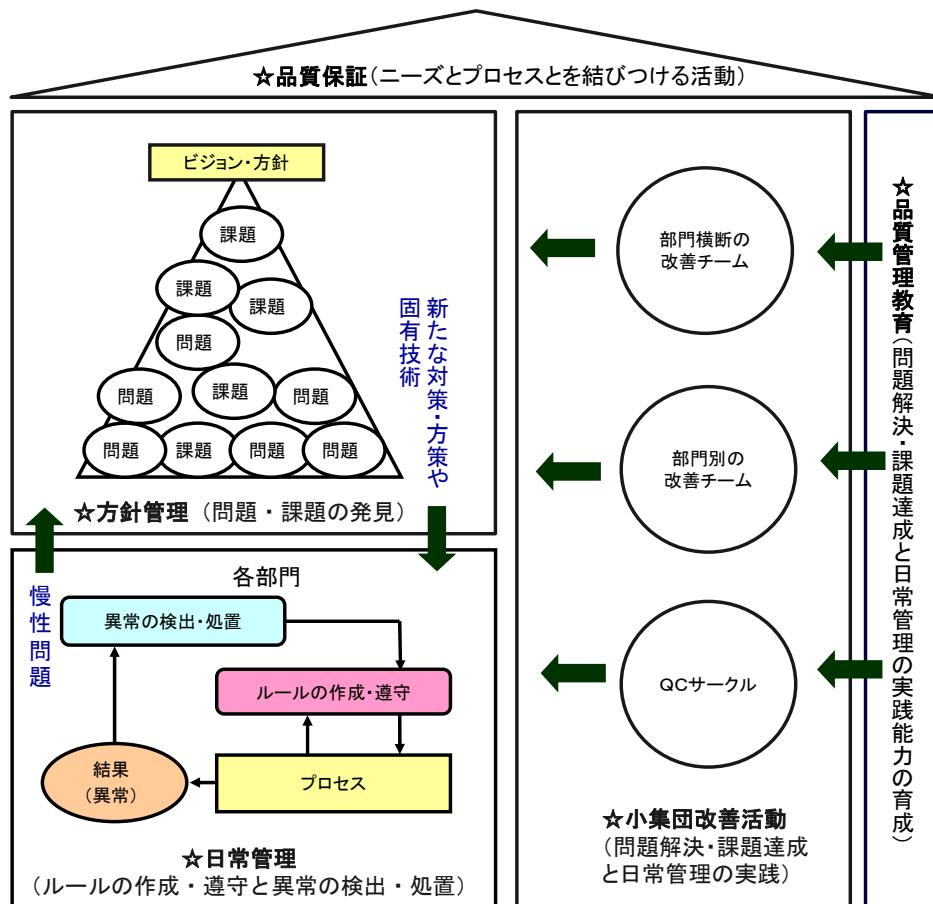 ☆品質保証(ニーズとプロセスとを結びつける活動)
ビジョン・方針
課題
課題
課題
問題
問題
課題
問題
問題
課題
問題
問題
新たな対策・方策や
固有技術
☆方針管理（問題・課題の発見）
慢性問題
各部門
異常の検出・処置
ルールの作成・遵守
結果
（異常）
プロセス
☆日常管理
（ルールの作成・遵守と異常の検出・処置）
部門横断の
改善チーム
部門別の
改善チーム
QCサークル
☆小集団改善活動
(問題解決・課題達成
と日常管理の実践)
☆品質管理教育(問題解決・課題達成と日常管理の実践能力の育成)